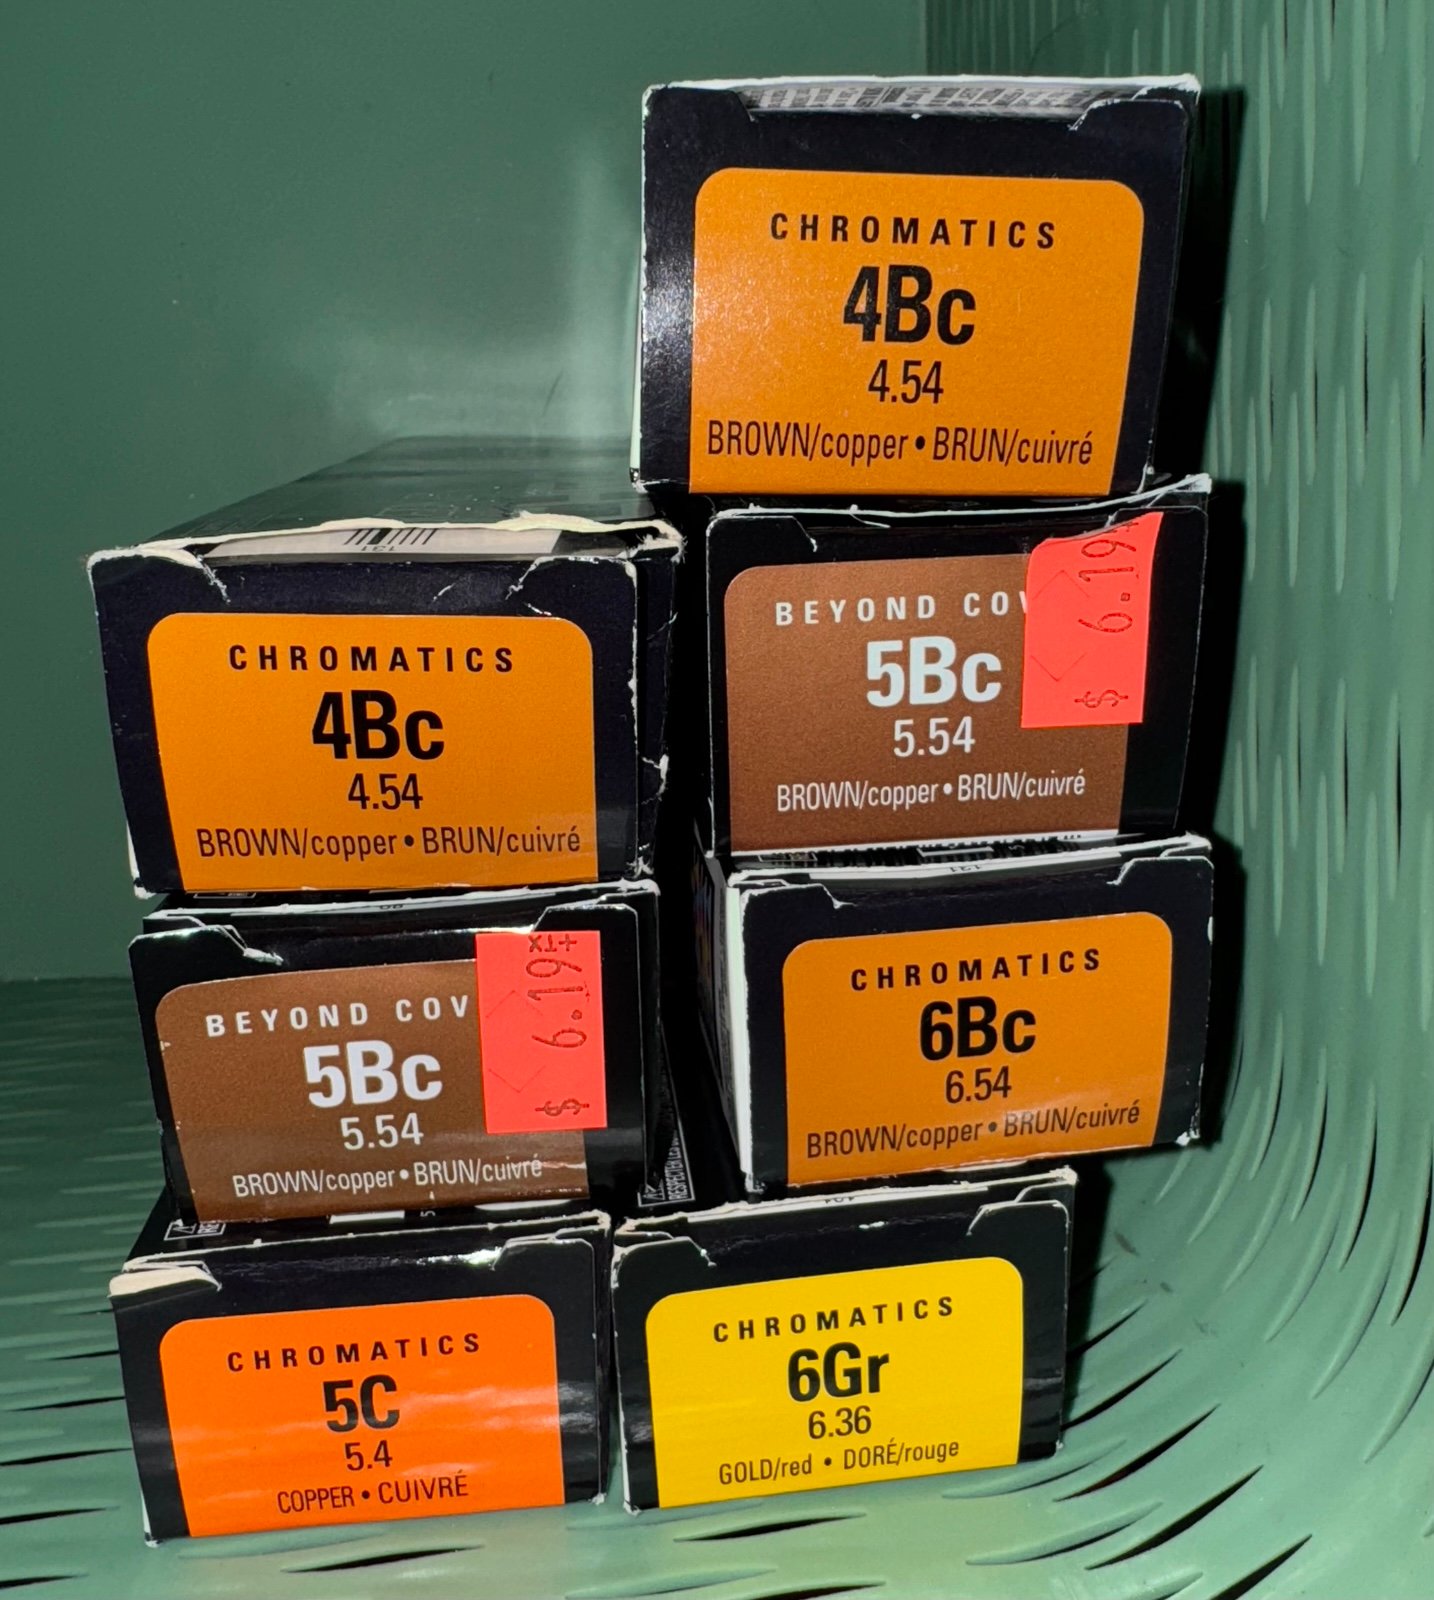 CHROMATICS
4Bc
4.54
BROWN/copper • BRUN/cuivré
CHROMATICS
4Bc
4.54
BROWN/copper • BRUN/cuivré
BEYOND COV
5Bc
5.54
BROWN/copper • BRUN/cuivré
$ 6.19
BEYOND COV
5Bc
5.54
BROWN/copper • BRUN/cuivré
$ 6.19+TX
CHROMATICS
6Bc
6.54
BROWN/copper • BRUN/cuivré
CHROMATICS
5C
5.4
COPPER • CUIVRÉ
CHROMATICS
6Gr
6.36
GOLD/red • DORÉ/rouge